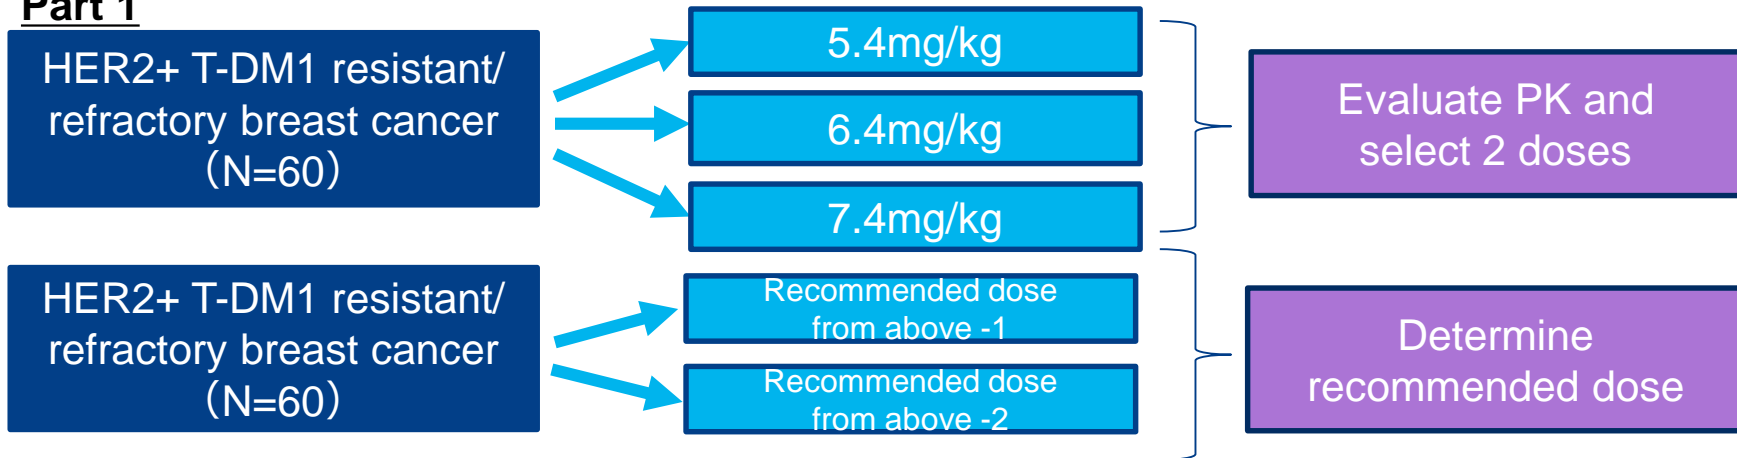 Part 1
HER2+ T-DM1 resistant/
refractory breast cancer
（N=60）
5.4mg/kg
6.4mg/kg
7.4mg/kg
Evaluate PK and
select 2 doses
HER2+ T-DM1 resistant/
refractory breast cancer
（N=60）
Recommended dose
from above -1
Recommended dose
from above -2
Determine
recommended dose